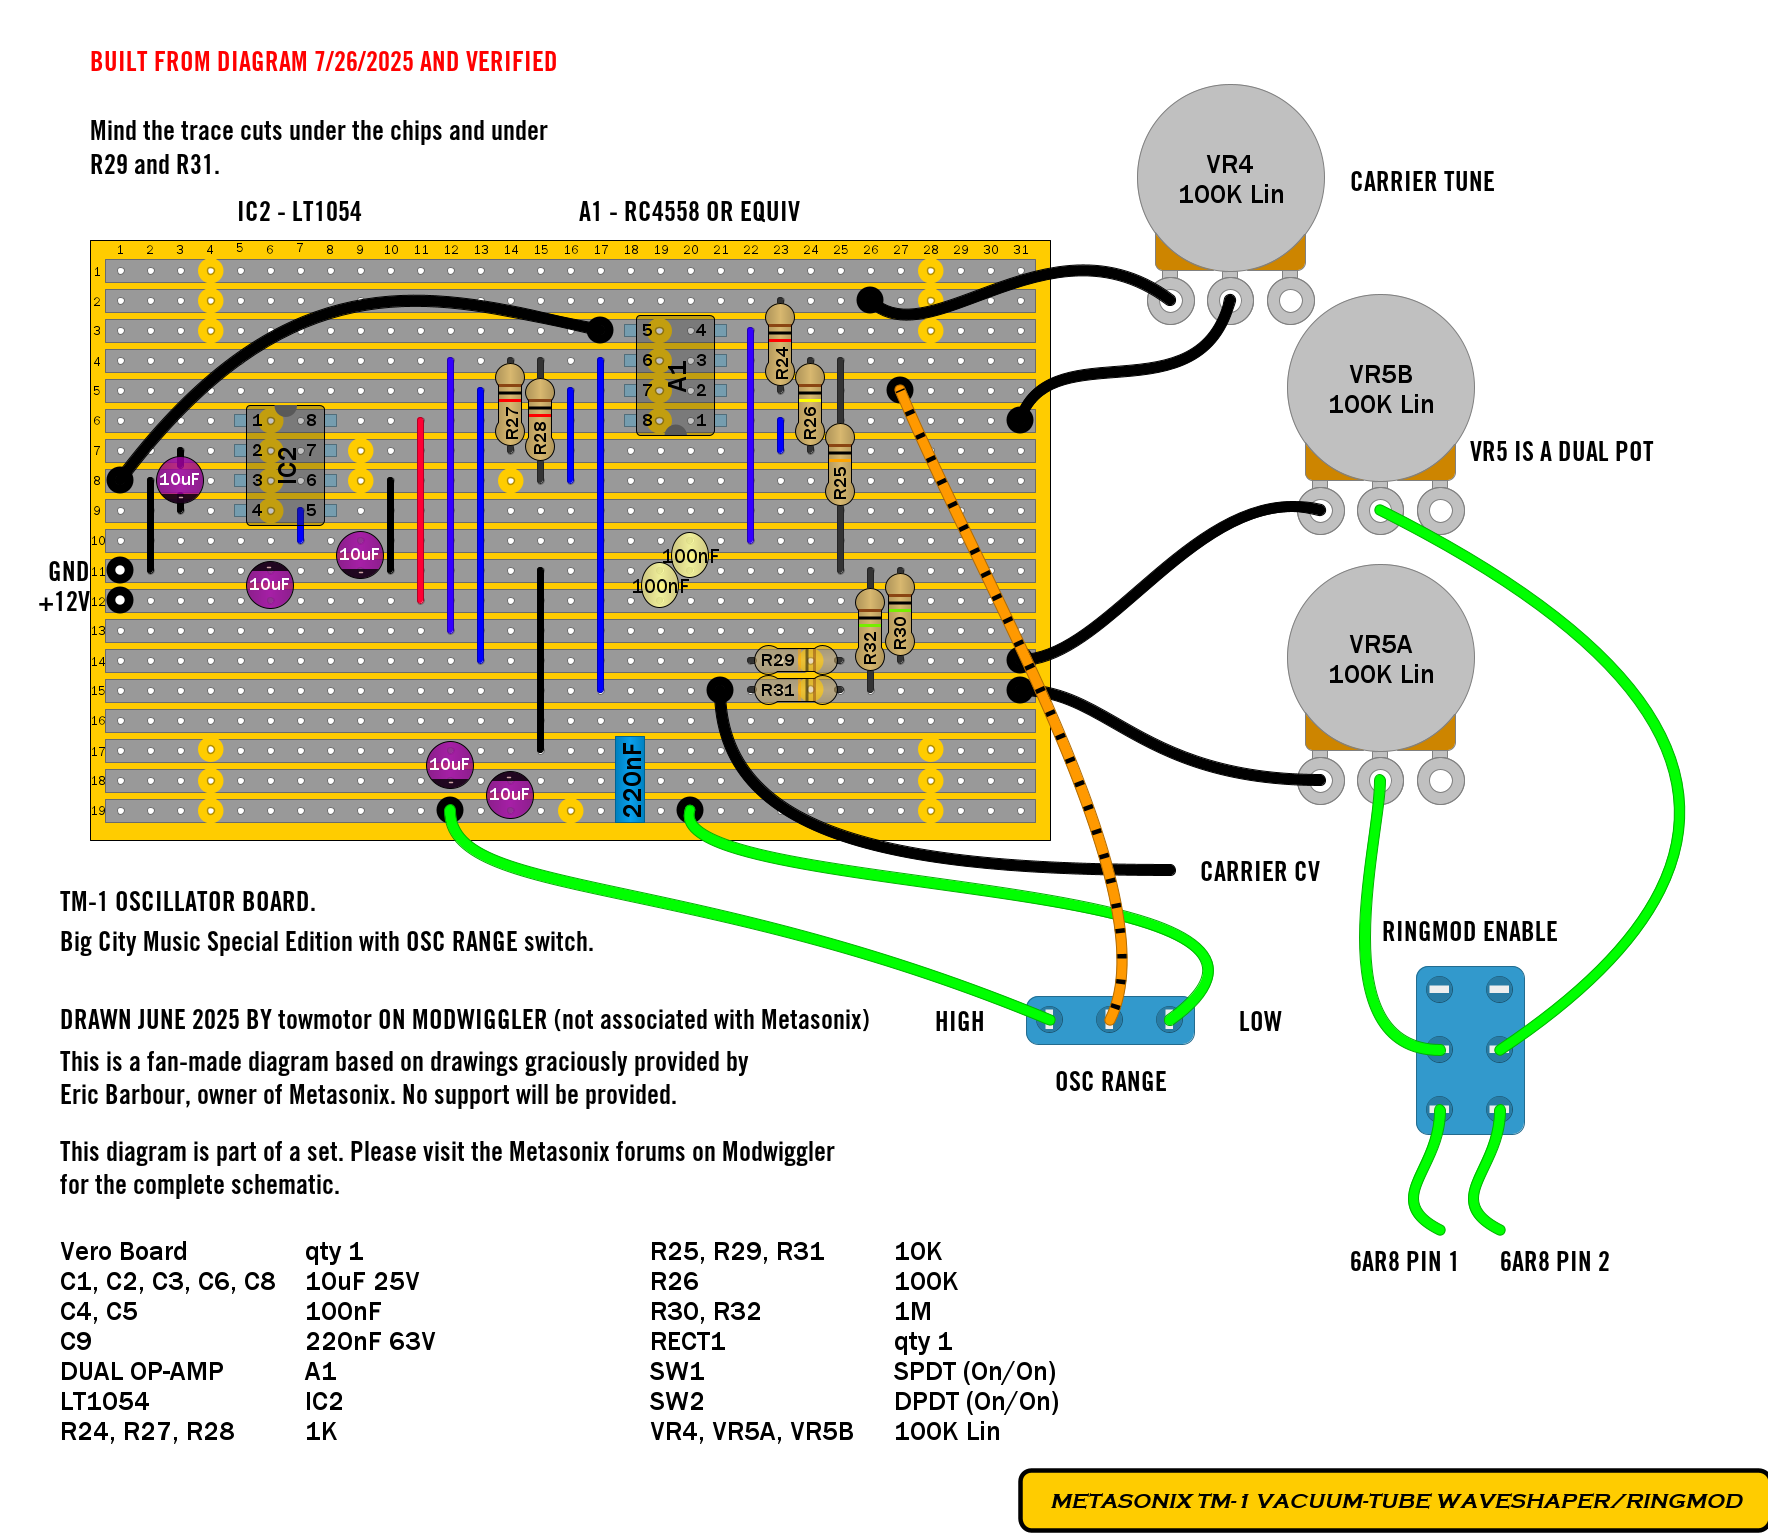 BUILT FROM DIAGRAM 7/26/2025 AND VERIFIED
Mind the trace cuts under the chips and under
R29 and R31.
IC2 - LT1054
A1 - RC4558 OR EQUIV
VR4
100K Lin
CARRIER TUNE
VR5B
100K Lin
VR5 IS A DUAL POT
VR5A
100K Lin
1 2 3 4 5 6 7 8 9 10 11 12 13 14 15 16 17 18 19 20 21 22 23 24 25 26 27 28 29 30 31
1
2
3
4
5
6
7
8
9
10
11
12
13
14
15
16
17
18
19
5 4
6 3
7 2
8 1
A1
1 8
2 7
3 6
4 5
IC2
R24
R27
R28
R26
R25
10uF
10uF
10uF
100nF
100nF
R32
R30
R29
R31
10uF
10uF
220nF
GND
+12V
CARRIER CV
TM-1 OSCILLATOR BOARD.
Big City Music Special Edition with OSC RANGE switch.
RINGMOD ENABLE
HIGH
LOW
OSC RANGE
DRAWN JUNE 2025 BY towmotor ON MODWIGGLER (not associated with Metasonix)
This is a fan-made diagram based on drawings graciously provided by
Eric Barbour, owner of Metasonix. No support will be provided.
This diagram is part of a set. Please visit the Metasonix forums on Modwiggler
for the complete schematic.
6AR8 PIN 1
6AR8 PIN 2
Vero Board qty 1
C1, C2, C3, C6, C8 10uF 25V
C4, C5 100nF
C9 220nF 63V
DUAL OP-AMP A1
LT1054 IC2
R24, R27, R28 1K
R25, R29, R31 10K
R26 100K
R30, R32 1M
RECT1 qty 1
SW1 SPDT (On/On)
SW2 DPDT (On/On)
VR4, VR5A, VR5B 100K Lin
METASONIX TM-1 VACUUM-TUBE WAVESHAPER/RINGMOD